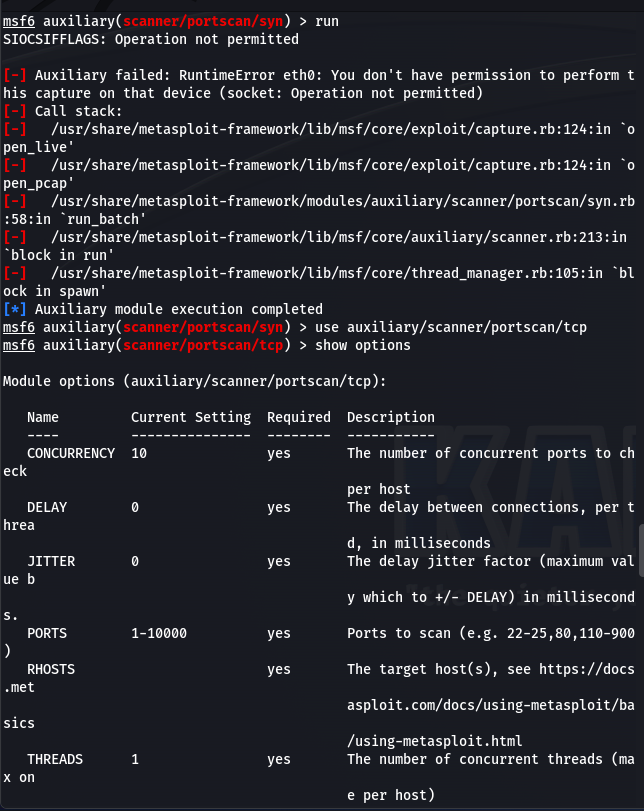 msf6 auxiliary(scanner/portscan/syn) > run
SIOCSIFFLAGS: Operation not permitted
[-] Auxiliary failed: RuntimeError eth0: You don't have permission to perform t
his capture on that device (socket: Operation not permitted)
[-] Call stack:
[-]   /usr/share/metasploit-framework/lib/msf/core/exploit/capture.rb:124:in `o
pen_live'
[-]   /usr/share/metasploit-framework/lib/msf/core/exploit/capture.rb:124:in `o
pen_pcap'
[-]   /usr/share/metasploit-framework/modules/auxiliary/scanner/portscan/syn.rb
:58:in `run_batch'
[-]   /usr/share/metasploit-framework/lib/msf/core/auxiliary/scanner.rb:213:in
`block in run'
[-]   /usr/share/metasploit-framework/lib/msf/core/thread_manager.rb:105:in `bl
ock in spawn'
[*] Auxiliary module execution completed
msf6 auxiliary(scanner/portscan/syn) > use auxiliary/scanner/portscan/tcp
msf6 auxiliary(scanner/portscan/tcp) > show options
Module options (auxiliary/scanner/portscan/tcp):
Name         Current Setting  Required  Description
----         ---------------  --------  -----------
CONCURRENCY  10               yes       The number of concurrent ports to ch
eck
per host
DELAY        0                yes       The delay between connections, per t
hrea
d, in milliseconds
JITTER       0                yes       The delay jitter factor (maximum val
ue b
y which to +/- DELAY) in millisecond
s.
PORTS        1-10000          yes       Ports to scan (e.g. 22-25,80,110-900
)
RHOSTS                        yes       The target host(s), see https://docs
.met
asploit.com/docs/using-metasploit/ba
sics
/using-metasploit.html
THREADS      1                yes       The number of concurrent threads (ma
x on
e per host)